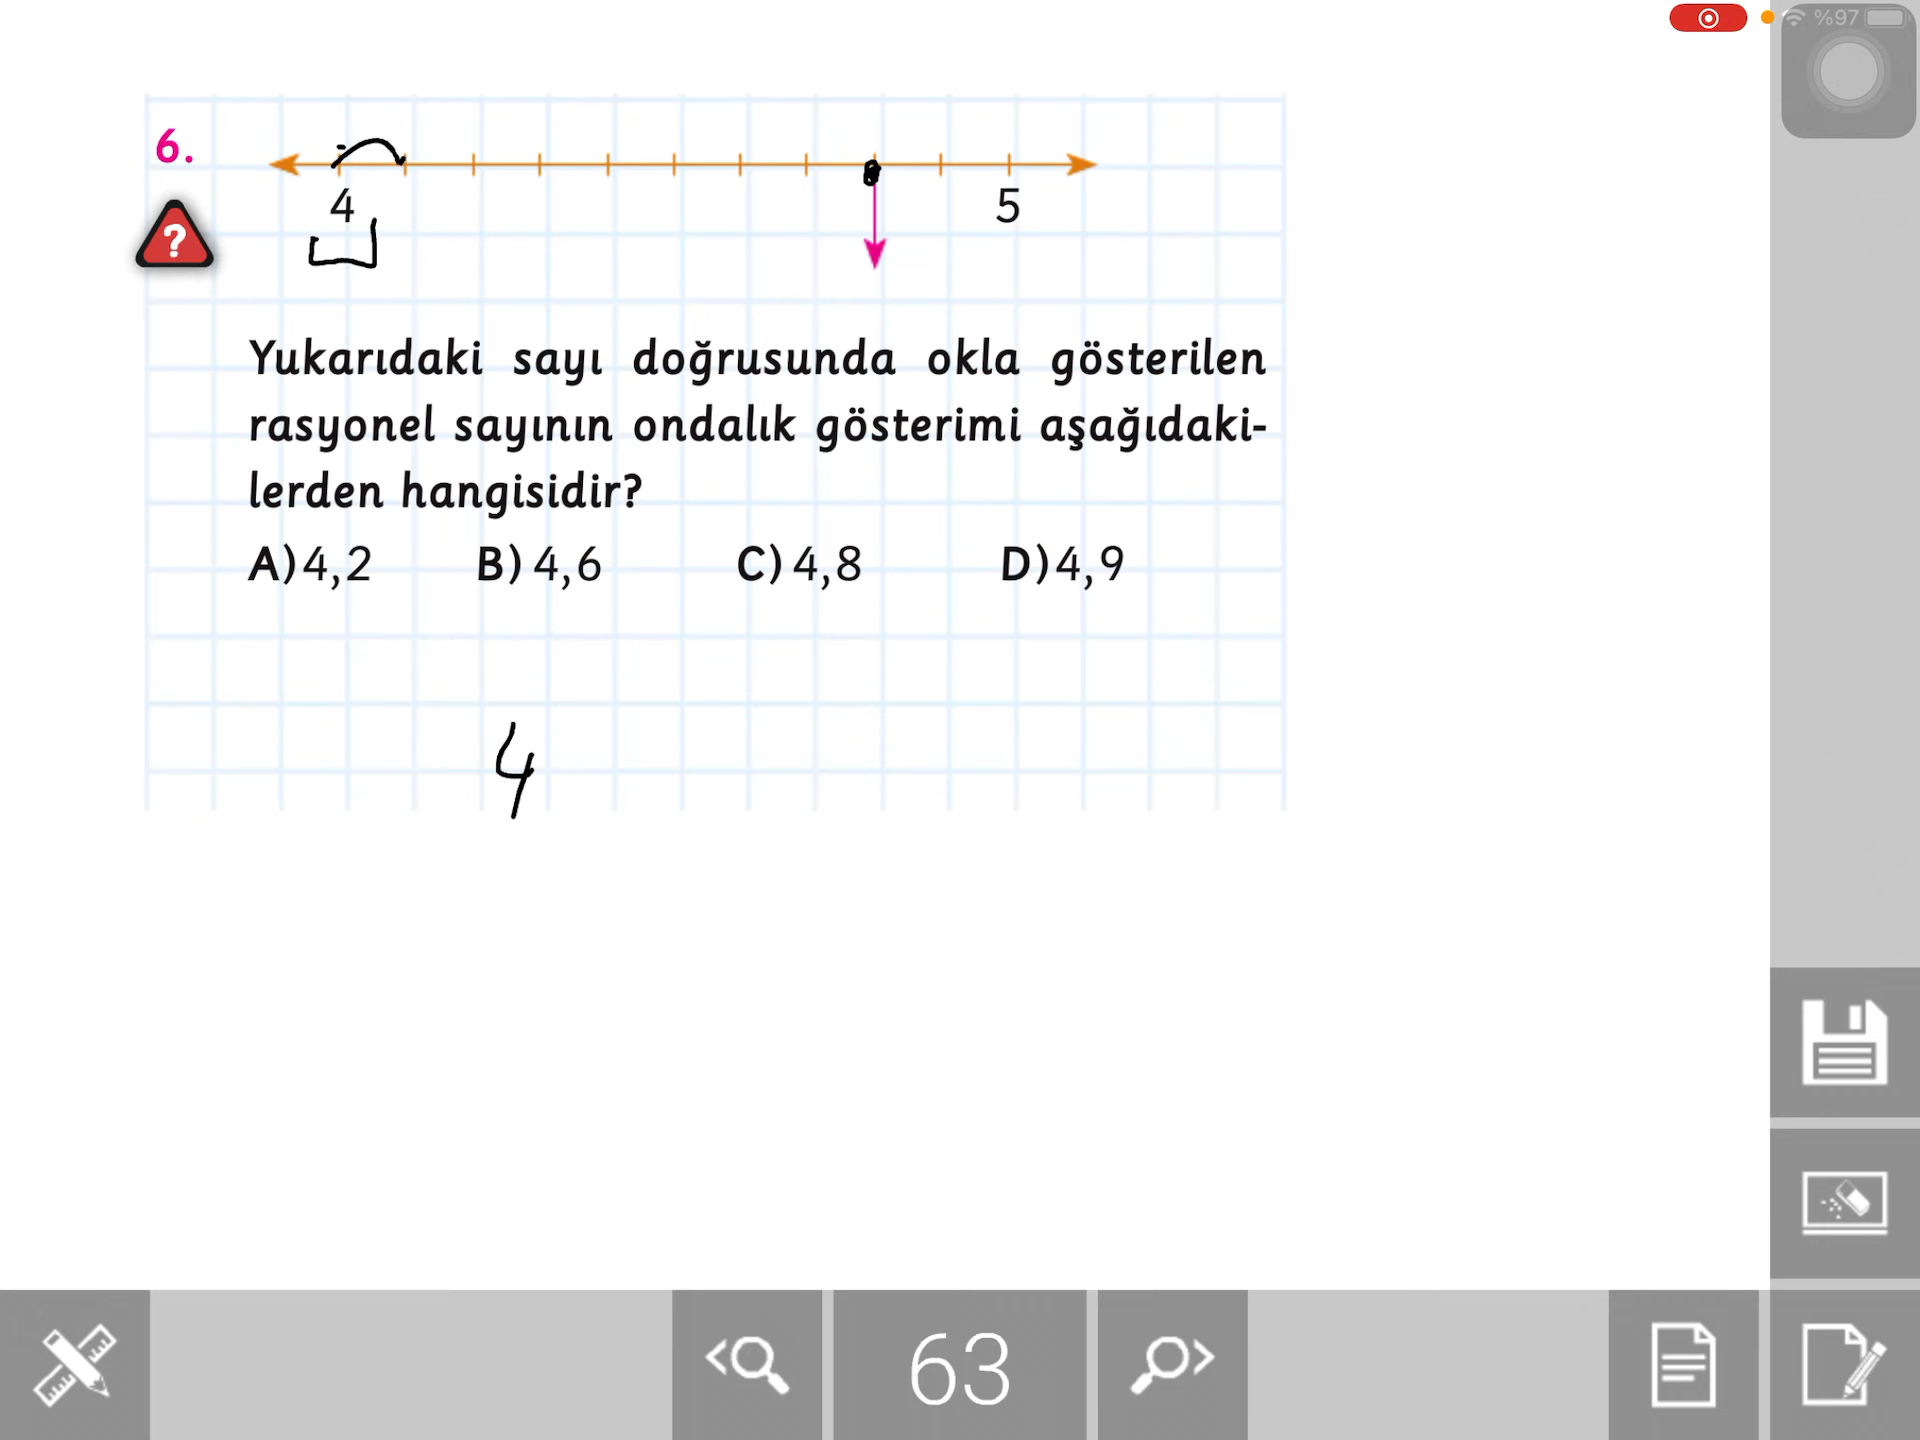 %97
6.
4
5
?
Yukarıdaki sayı doğrusunda okla gösterilen
rasyonel sayının ondalık gösterimi aşağıdaki-
lerden hangisidir?
A) 4,2 B) 4,6 C) 4,8 D) 4,9
4
63